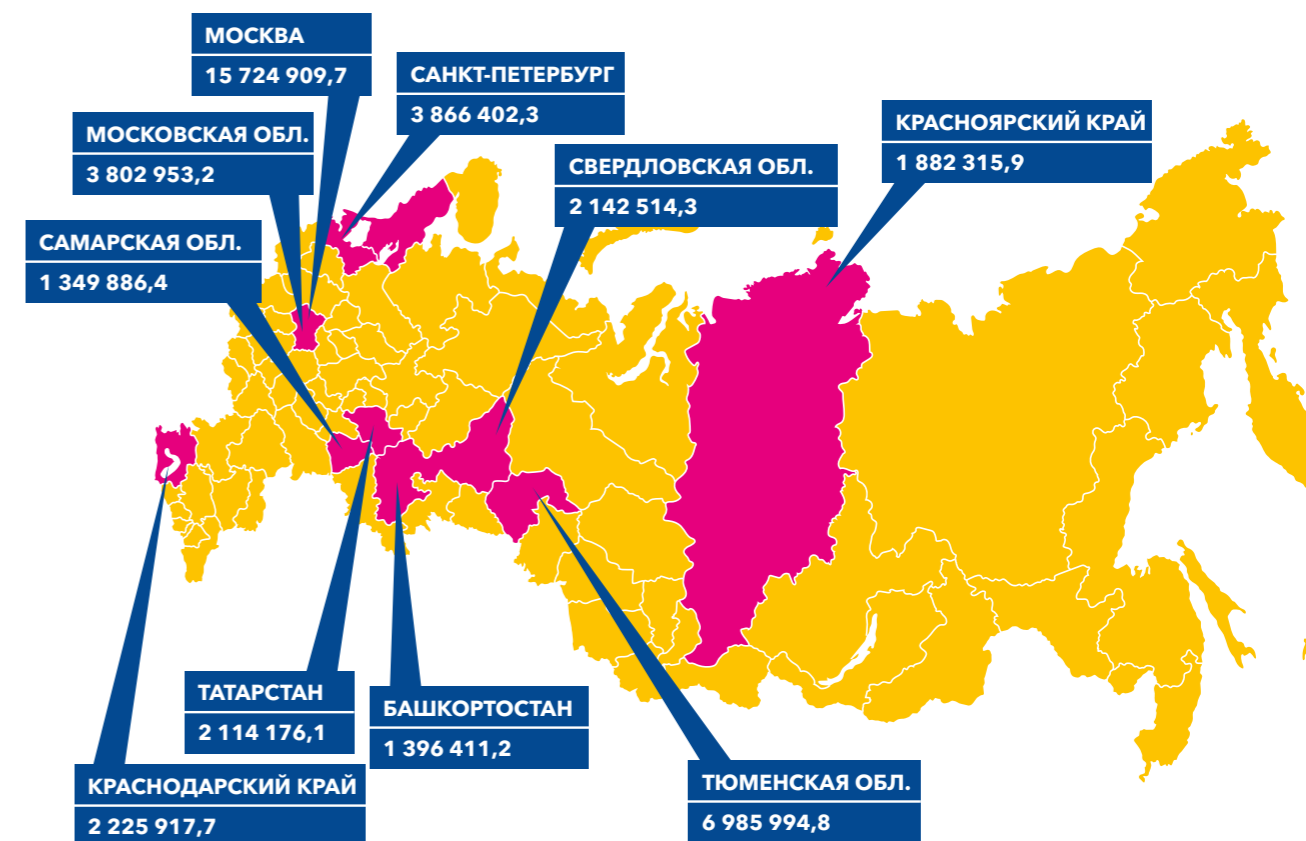 МОСКВА
15 724 909,7
САНКТ-ПЕТЕРБУРГ
3 866 402,3
МОСКОВСКАЯ ОБЛ.
3 802 953,2
КРАСНОЯРСКИЙ КРАЙ
1 882 315,9
СВЕРДЛОВСКАЯ ОБЛ.
2 142 514,3
САМАРСКАЯ ОБЛ.
1 349 886,4
ТАТАРСТАН
2 114 176,1
БАШКОРТОСТАН
1 396 411,2
КРАСНОДАРСКИЙ КРАЙ
2 225 917,7
ТЮМЕНСКАЯ ОБЛ.
6 985 994,8